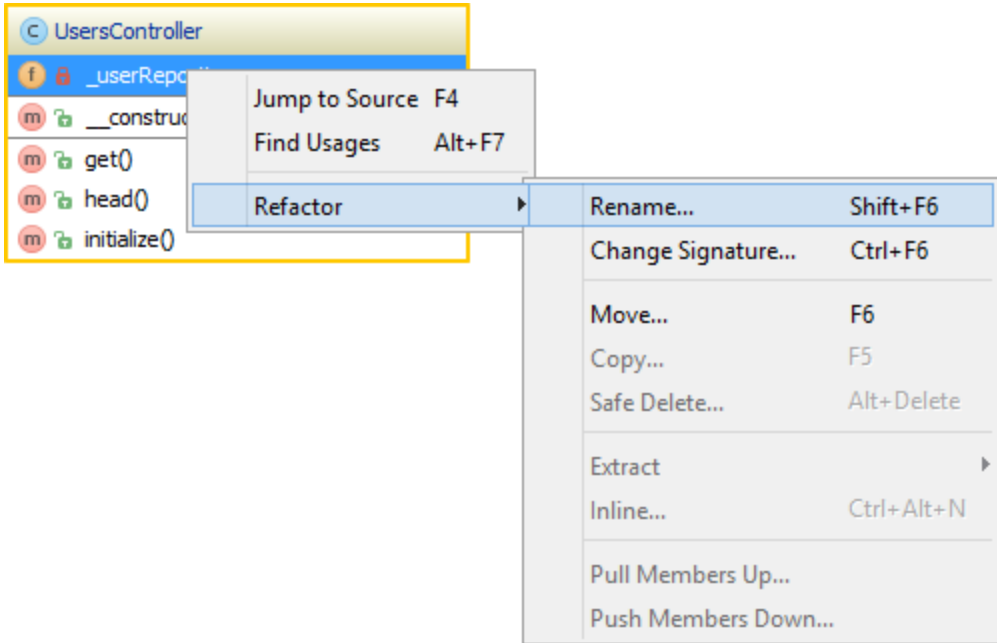 C UsersController
f _userRepo
m __construc
m get()
m head()
m initialize()
Jump to Source F4
Find Usages Alt+F7
Refactor
Rename... Shift+F6
Change Signature... Ctrl+F6
Move... F6
Copy... F5
Safe Delete... Alt+Delete
Extract
Inline... Ctrl+Alt+N
Pull Members Up...
Push Members Down...